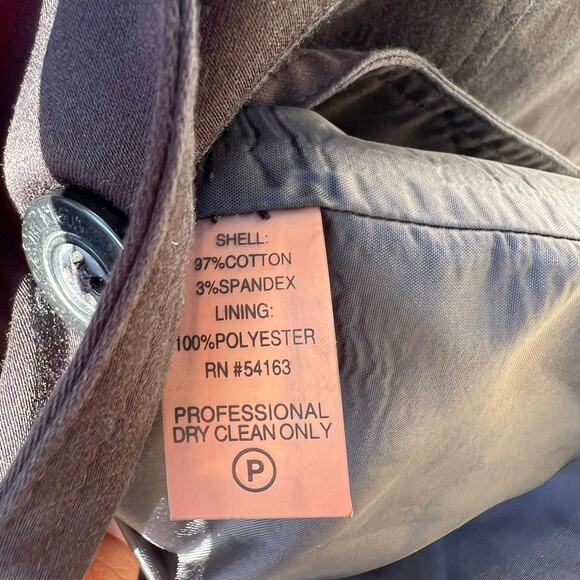 SHELL:
97%COTTON
3%SPANDEX
LINING:
100%POLYESTER
RN #54163
PROFESSIONAL
DRY CLEAN ONLY
P